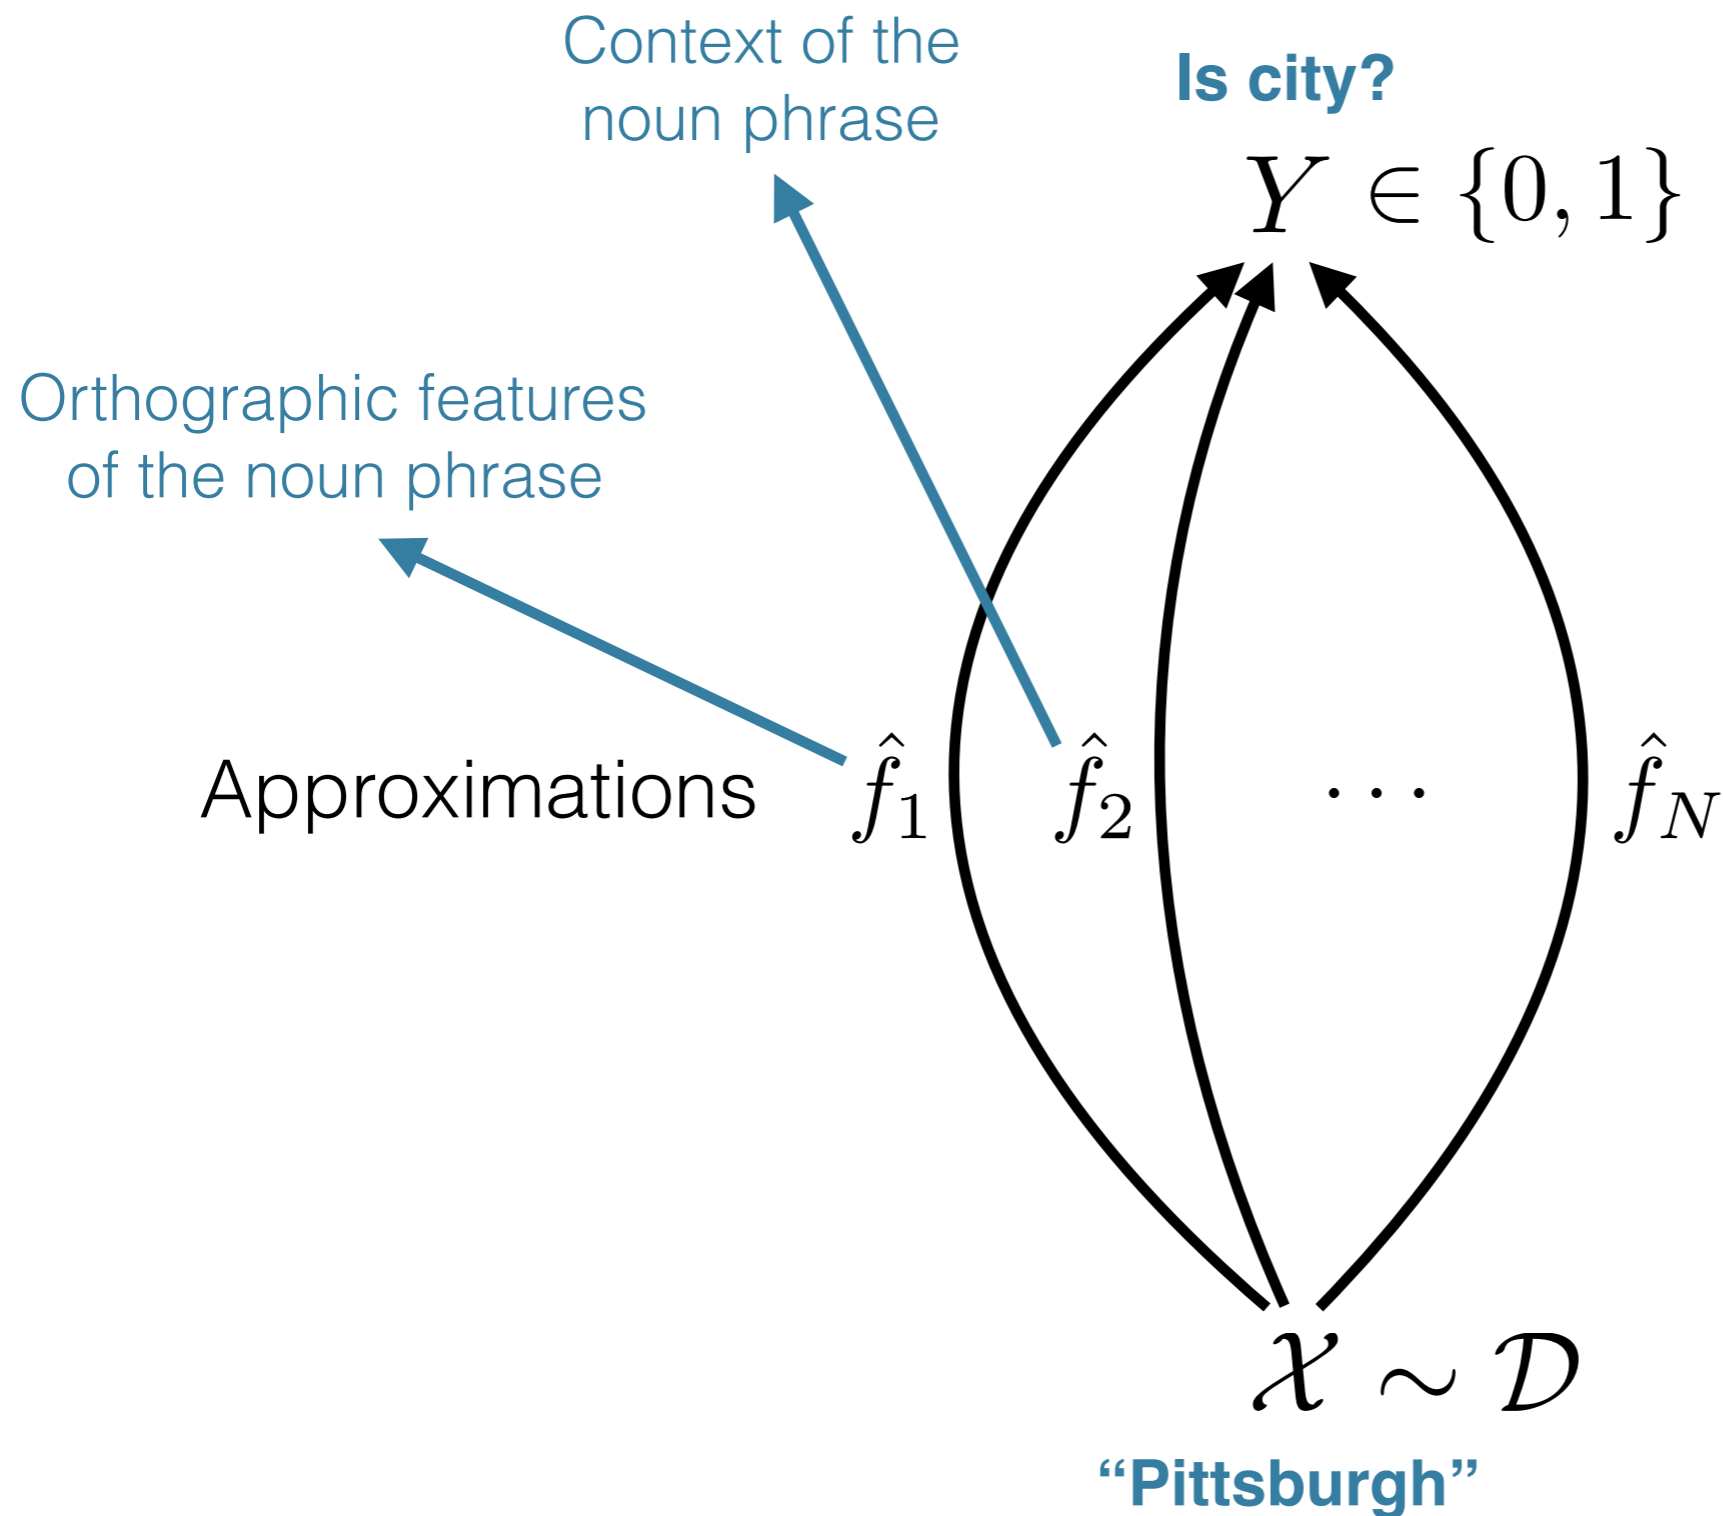 Context of the
noun phrase
Is city?
Y ∈ {0, 1}
Orthographic features
of the noun phrase
Approximations f̂₁ f̂₂ ⋯ f̂_N
𝒳 ∼ 𝒟
“Pittsburgh”